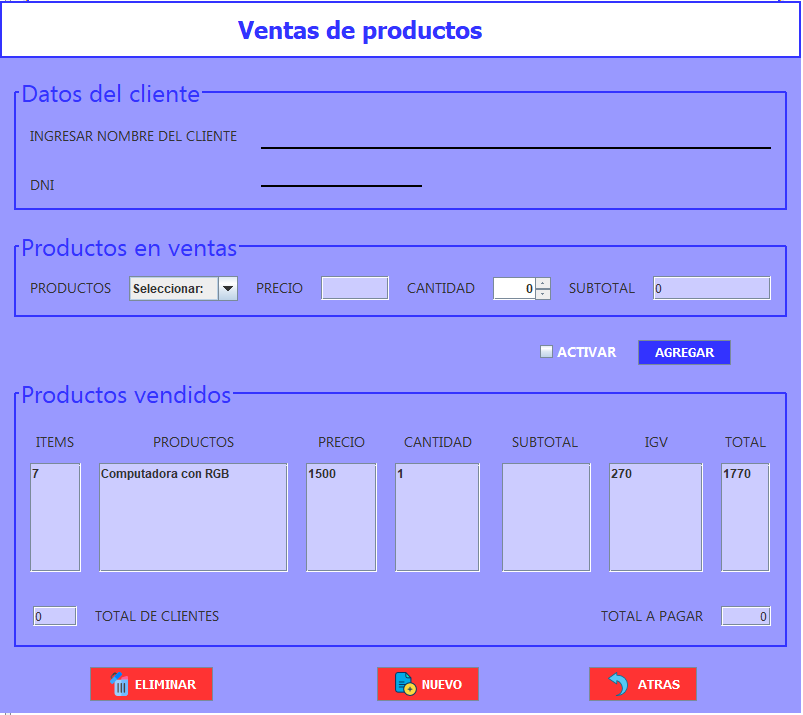 Ventas de productos
Datos del cliente
INGRESAR NOMBRE DEL CLIENTE
DNI
Productos en ventas
PRODUCTOS Seleccionar: PRECIO CANTIDAD 0 SUBTOTAL 0
ACTIVAR AGREGAR
Productos vendidos
ITEMS PRODUCTOS PRECIO CANTIDAD SUBTOTAL IGV TOTAL
7 Computadora con RGB 1500 1 270 1770
0 TOTAL DE CLIENTES TOTAL A PAGAR 0
ELIMINAR NUEVO ATRAS